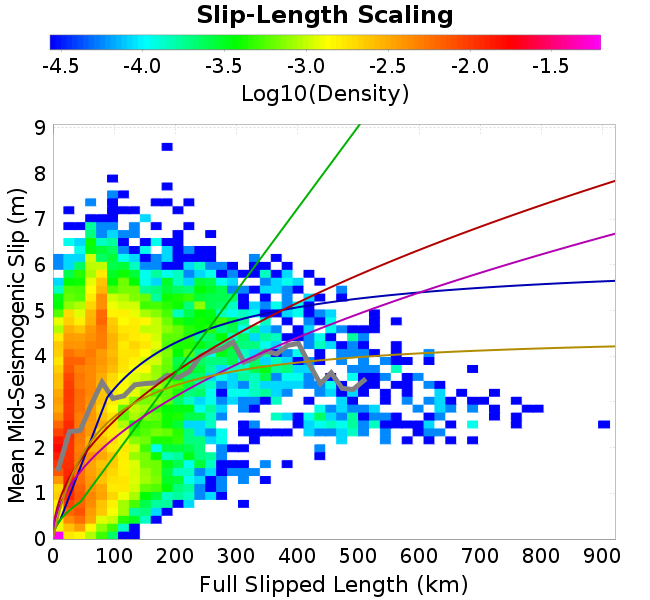 Slip-Length Scaling
-4.5 -4.0 -3.5 -3.0 -2.5 -2.0 -1.5
Log10(Density)
Mean Mid-Seismogenic Slip (m)
9
8
7
6
5
4
3
2
1
0
0 100 200 300 400 500 600 700 800 900
Full Slipped Length (km)